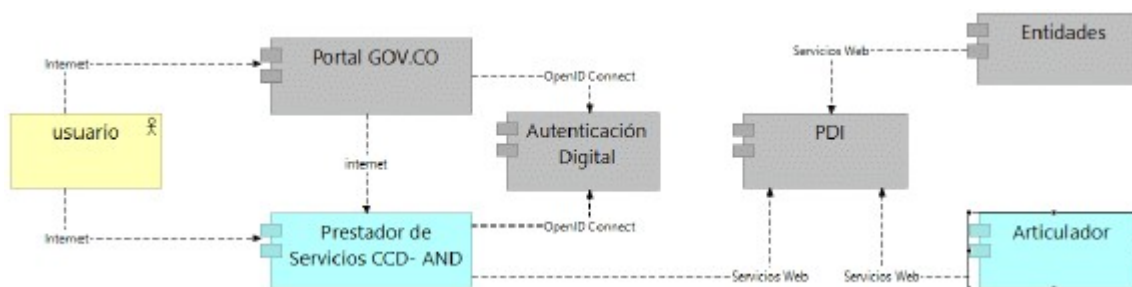 Entidades
Portal GOV.CO
Servicios Web
Internet
OpenID Connect
usuario
Autenticación
Digital
PDI
internet
Prestador de
Servicios CCD- AND
Internet
OpenID Connect
Articulador
Servicios Web
Servicios Web